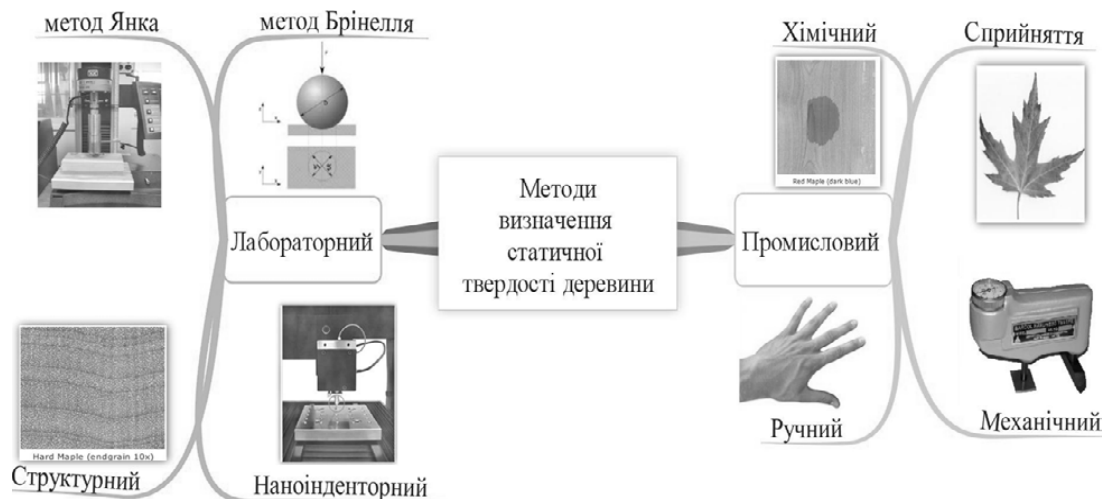 метод Янка
метод Брінелля
Хімічний
Сприйняття
Red Maple (dark blue)
Методи
визначення
статичної
твердості деревини
Лабораторний
Промисловий
Hard Maple (endgrain 10x)
Структурний
Наноінденторний
Ручний
Механічний